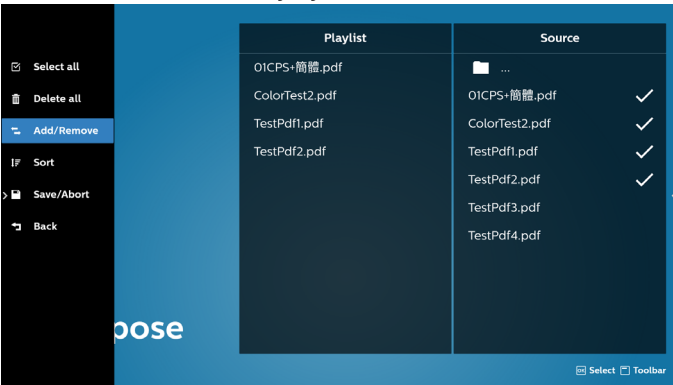 Select all
Delete all
Add/Remove
Sort
Save/Abort
Back
Playlist
01CPS+簡體.pdf
ColorTest2.pdf
TestPdf1.pdf
TestPdf2.pdf
Source
...
01CPS+簡體.pdf
ColorTest2.pdf
TestPdf1.pdf
TestPdf2.pdf
TestPdf3.pdf
TestPdf4.pdf
pose
OK Select Toolbar